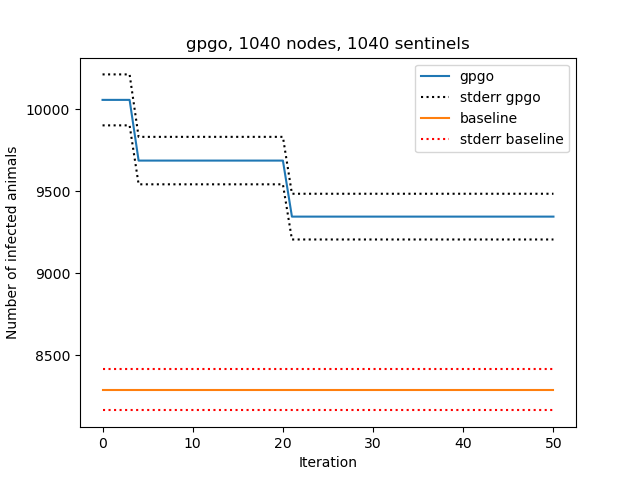 gpgo, 1040 nodes, 1040 sentinels
gpgo
stderr gpgo
baseline
stderr baseline
Number of infected animals
10000
9500
9000
8500
0 10 20 30 40 50
Iteration